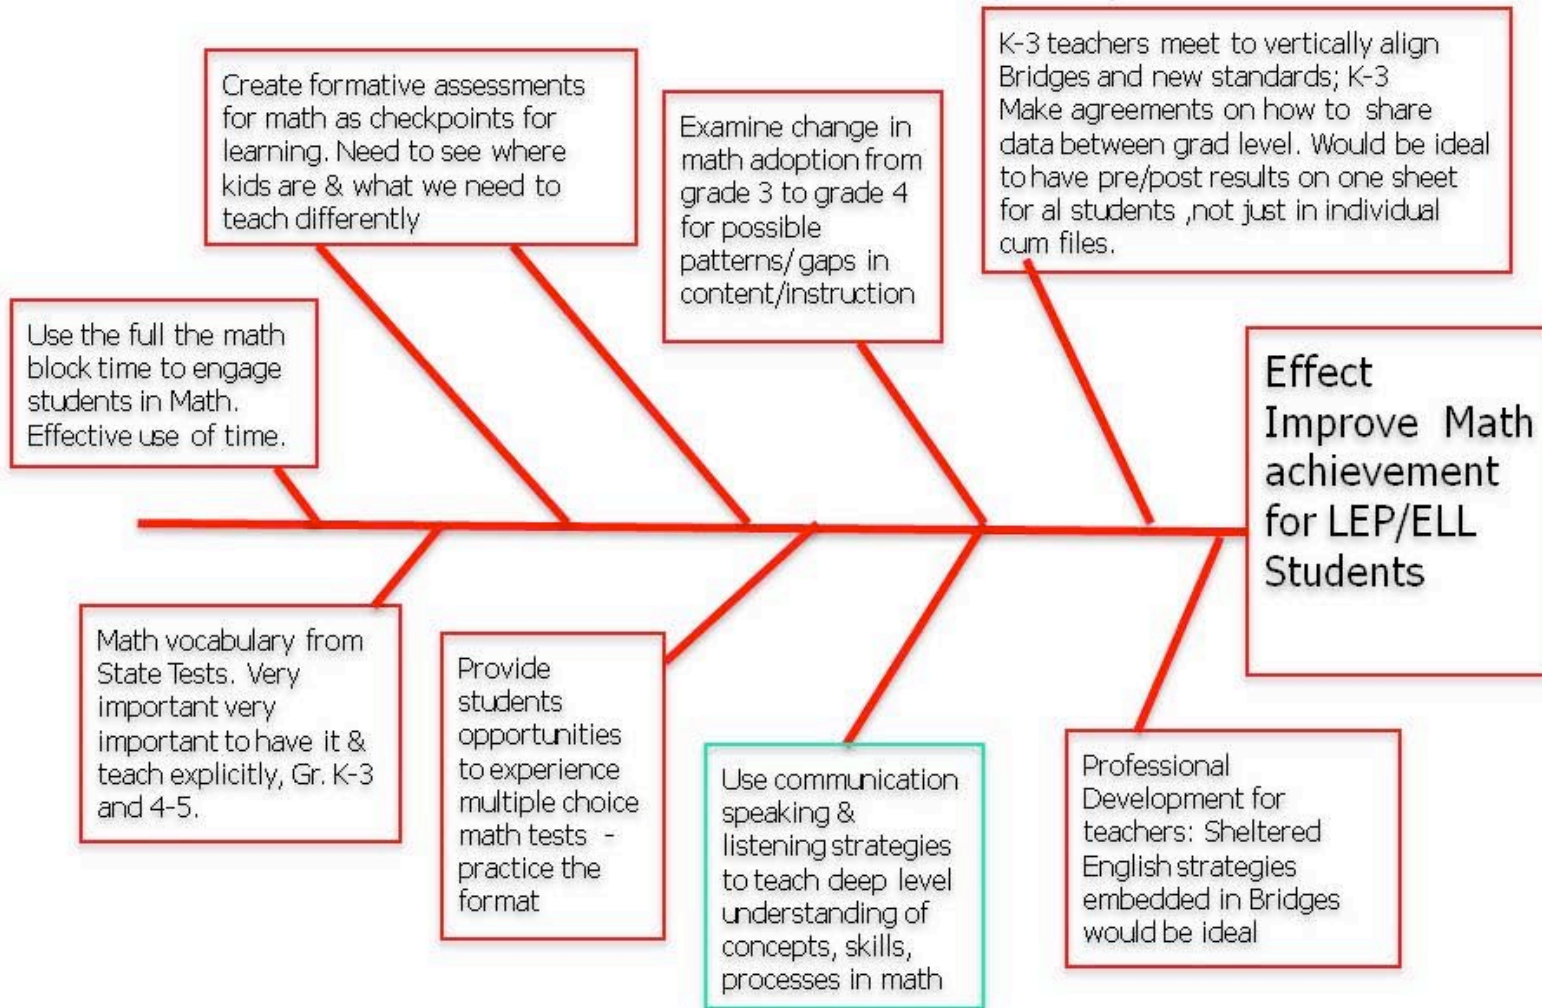 Create formative assessments
for math as checkpoints for
learning. Need to see where
kids are & what we need to
teach differently
Examine change in
math adoption from
grade 3 to grade 4
for possible
patterns/ gaps in
content/instruction
K-3 teachers meet to vertically align
Bridges and new standards; K-3
Make agreements on how to share
data between grad level. Would be ideal
to have pre/post results on one sheet
for al students ,not just in individual
cum files.
Use the full the math
block time to engage
students in Math.
Effective use of time.
Effect
Improve Math
achievement
for LEP/ELL
Students
Math vocabulary from
State Tests. Very
important very
important to have it &
teach explicitly, Gr. K-3
and 4-5.
Provide
students
opportunities
to experience
multiple choice
math tests -
practice the
format
Use communication
speaking &
listening strategies
to teach deep level
understanding of
concepts, skills,
processes in math
Professional
Development for
teachers: Sheltered
English strategies
embedded in Bridges
would be ideal